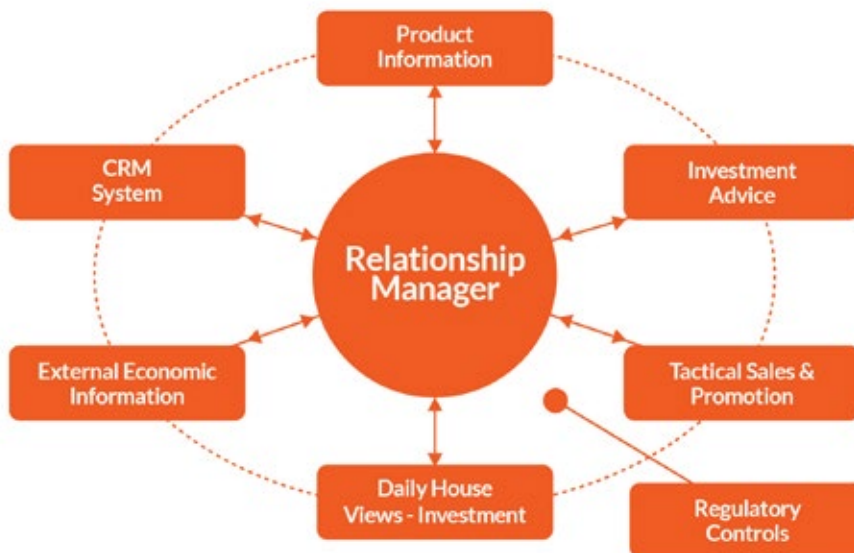 Product
Information
CRM
System
Investment
Advice
Relationship
Manager
External Economic
Information
Tactical Sales &
Promotion
Daily House
Views - Investment
Regulatory
Controls